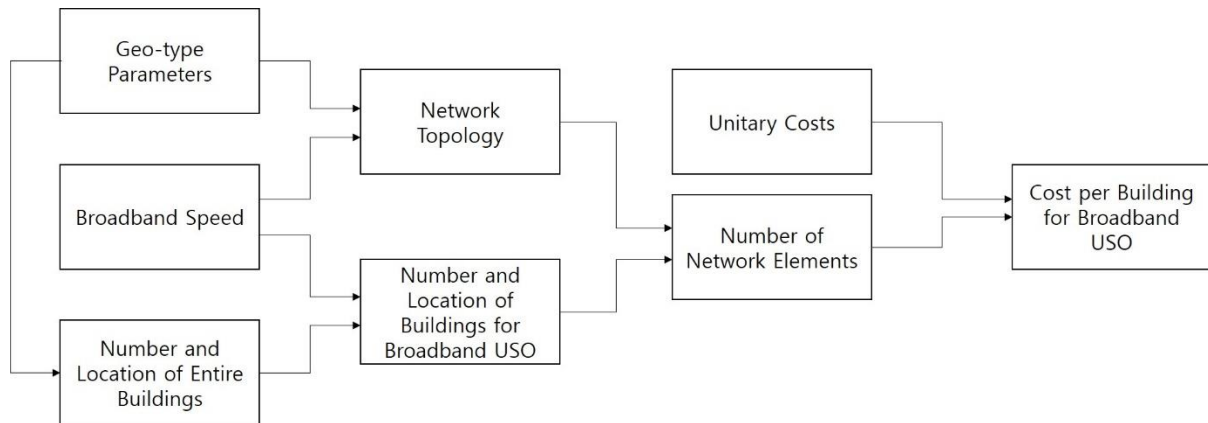 Geo-type
Parameters
Network
Topology
Unitary Costs
Broadband Speed
Cost per Building
for Broadband
USO
Number of
Network Elements
Number and
Location of
Buildings for
Broadband USO
Number and
Location of Entire
Buildings